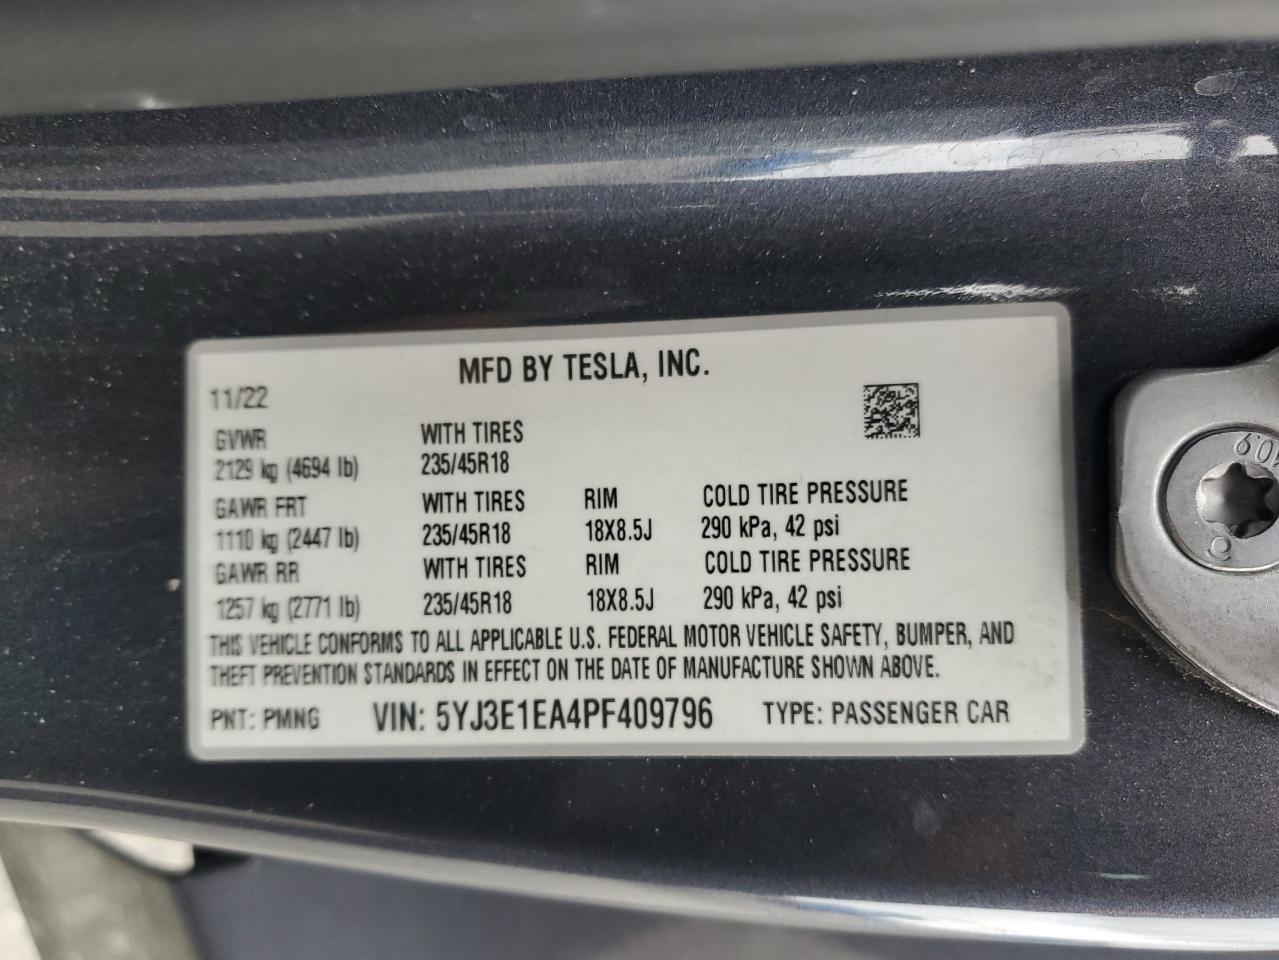 MFD BY TESLA, INC.
11/22
GVWR WITH TIRES
2129 kg (4694 lb) 235/45R18
GAWR FRT WITH TIRES RIM COLD TIRE PRESSURE
1110 kg (2447 lb) 235/45R18 18X8.5J 290 kPa, 42 psi
GAWR RR WITH TIRES RIM COLD TIRE PRESSURE
1257 kg (2771 lb) 235/45R18 18X8.5J 290 kPa, 42 psi
THIS VEHICLE CONFORMS TO ALL APPLICABLE U.S. FEDERAL MOTOR VEHICLE SAFETY, BUMPER, AND
THEFT PREVENTION STANDARDS IN EFFECT ON THE DATE OF MANUFACTURE SHOWN ABOVE.
PNT: PMNG VIN: 5YJ3E1EA4PF409796 TYPE: PASSENGER CAR
10.9